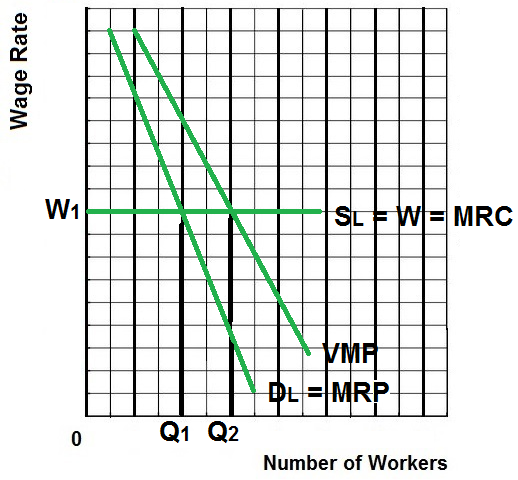 Wage Rate
W1
SL = W = MRC
VMP
DL = MRP
0
Q1
Q2
Number of Workers